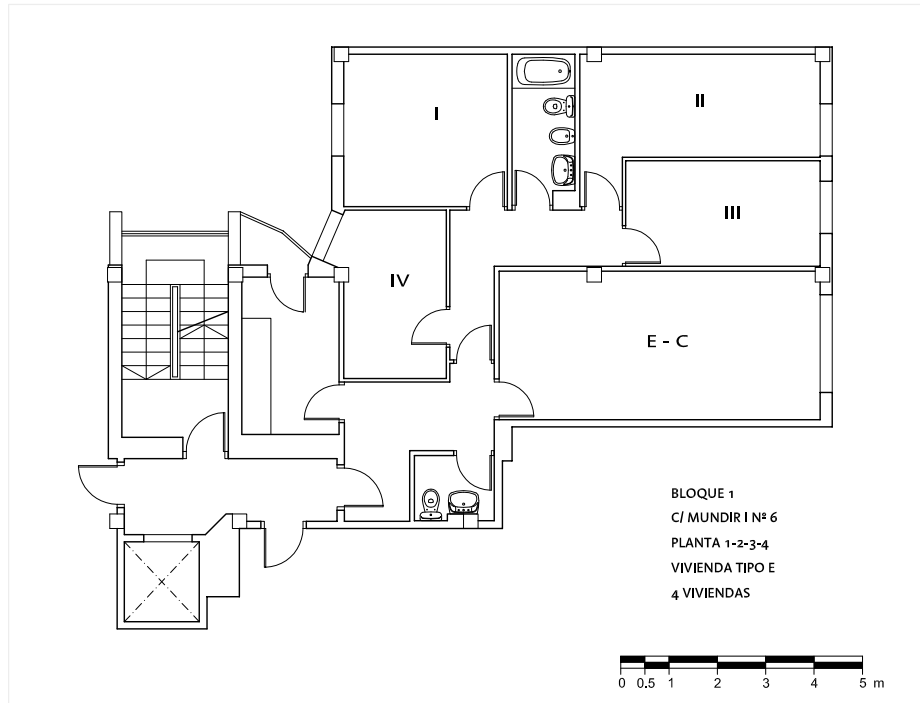 I
II
III
IV
E - C
BLOQUE 1
C/ MUNDIR I Nº 6
PLANTA 1-2-3-4
VIVIENDA TIPO E
4 VIVIENDAS
0 0.5 1 2 3 4 5 m